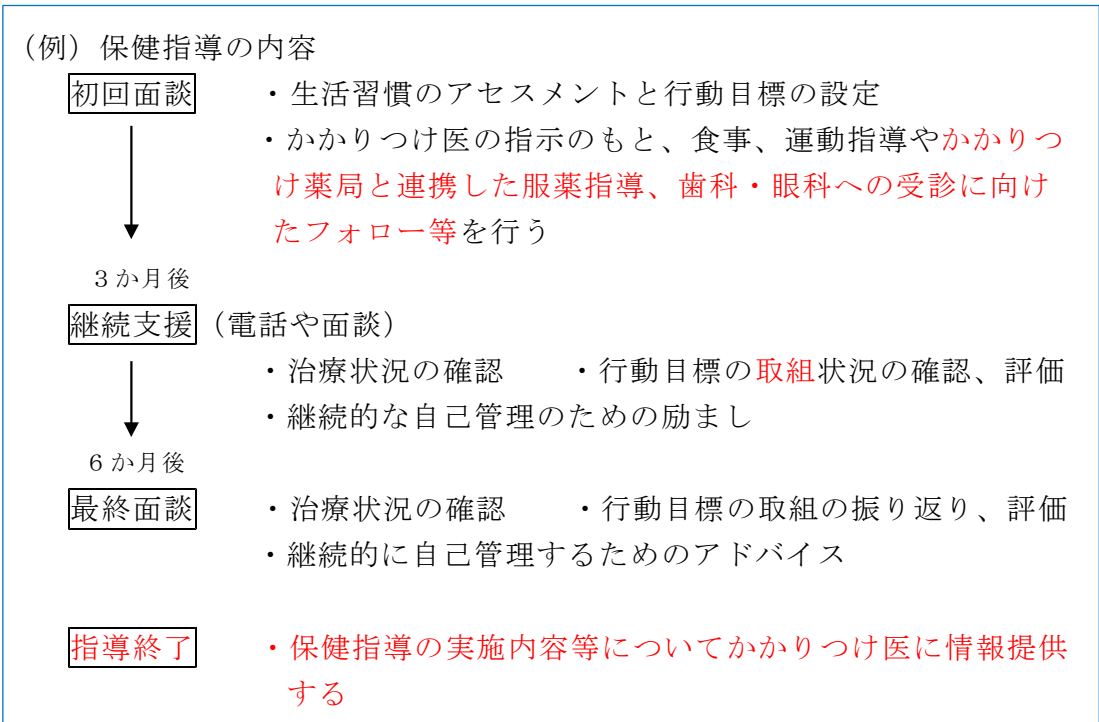 (例)保健指導の内容
初回面談 ・生活習慣のアセスメントと行動目標の設定
・かかりつけ医の指示のもと、食事、運動指導やかかりつ
け薬局と連携した服薬指導、歯科・眼科への受診に向け
たフォロー等を行う
3か月後
継続支援(電話や面談)
・治療状況の確認 ・行動目標の取組状況の確認、評価
・継続的な自己管理のための励まし
6か月後
最終面談 ・治療状況の確認 ・行動目標の取組の振り返り、評価
・継続的に自己管理するためのアドバイス
指導終了 ・保健指導の実施内容等についてかかりつけ医に情報提供
する